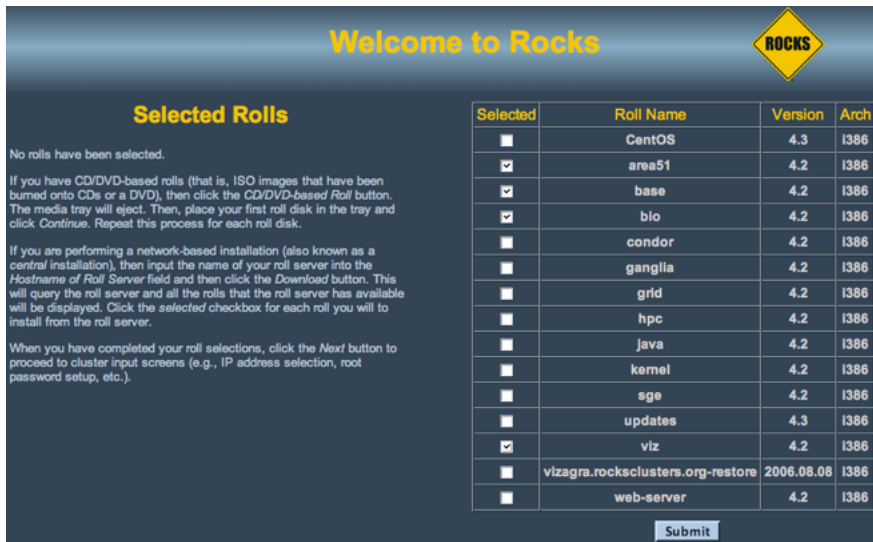 Welcome to Rocks
ROCKS
Selected Rolls
No rolls have been selected.
If you have CD/DVD-based rolls (that is, ISO images that have been
burned onto CDs or a DVD), then click the CD/DVD-based Roll button.
The media tray will eject. Then, place your first roll disk in the tray and
click Continue. Repeat this process for each roll disk.
If you are performing a network-based installation (also known as a
central installation), then input the name of your roll server into the
Hostname of Roll Server field and then click the Download button. This
will query the roll server and all the rolls that the roll server has available
will be displayed. Click the selected checkbox for each roll you will to
install from the roll server.
When you have completed your roll selections, click the Next button to
proceed to cluster input screens (e.g., IP address selection, root
password setup, etc.).
Selected Roll Name Version Arch
CentOS 4.3 i386
area51 4.2 i386
base 4.2 i386
bio 4.2 i386
condor 4.2 i386
ganglia 4.2 i386
grid 4.2 i386
hpc 4.2 i386
java 4.2 i386
kernel 4.2 i386
sge 4.2 i386
updates 4.3 i386
viz 4.2 i386
vizagra.rocksclusters.org-restore 2006.08.08 i386
web-server 4.2 i386
Submit